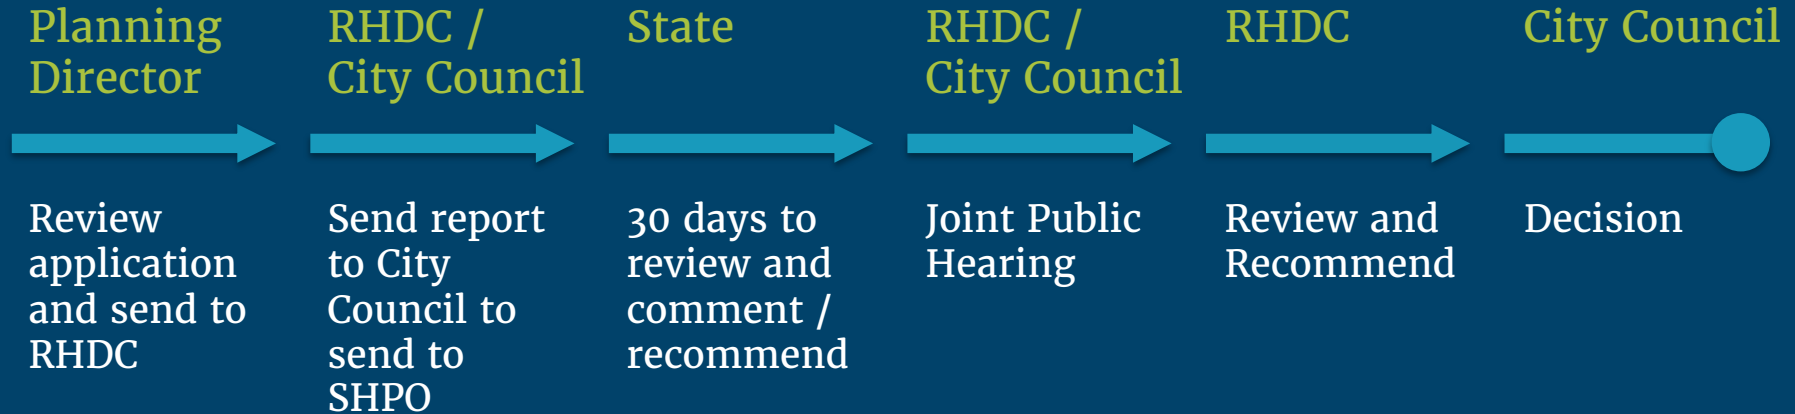 Planning
Director
Review
application
and send to
RHDC
RHDC /
City Council
Send report
to City
Council to
send to
SHPO
State
30 days to
review and
comment /
recommend
RHDC /
City Council
Joint Public
Hearing
RHDC
Review and
Recommend
City Council
Decision